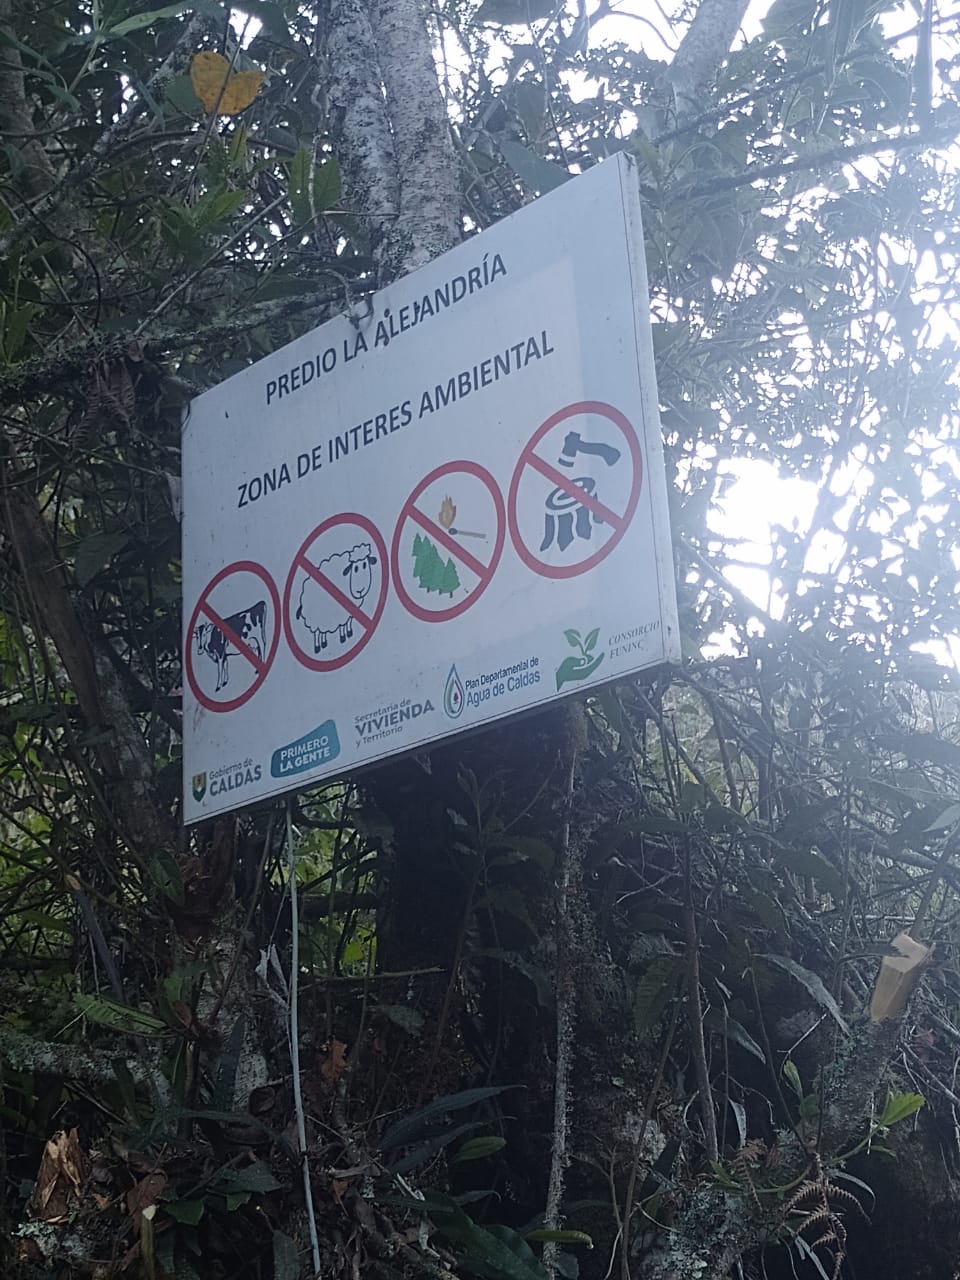 PREDIO LA ALEJANDRÍA
ZONA DE INTERES AMBIENTAL
Gobierno de
CALDAS
PRIMERO
LA GENTE
Secretaría de
VIVIENDA
y Territorio
Plan Departamental de
Agua de Caldas
CONSORCIO